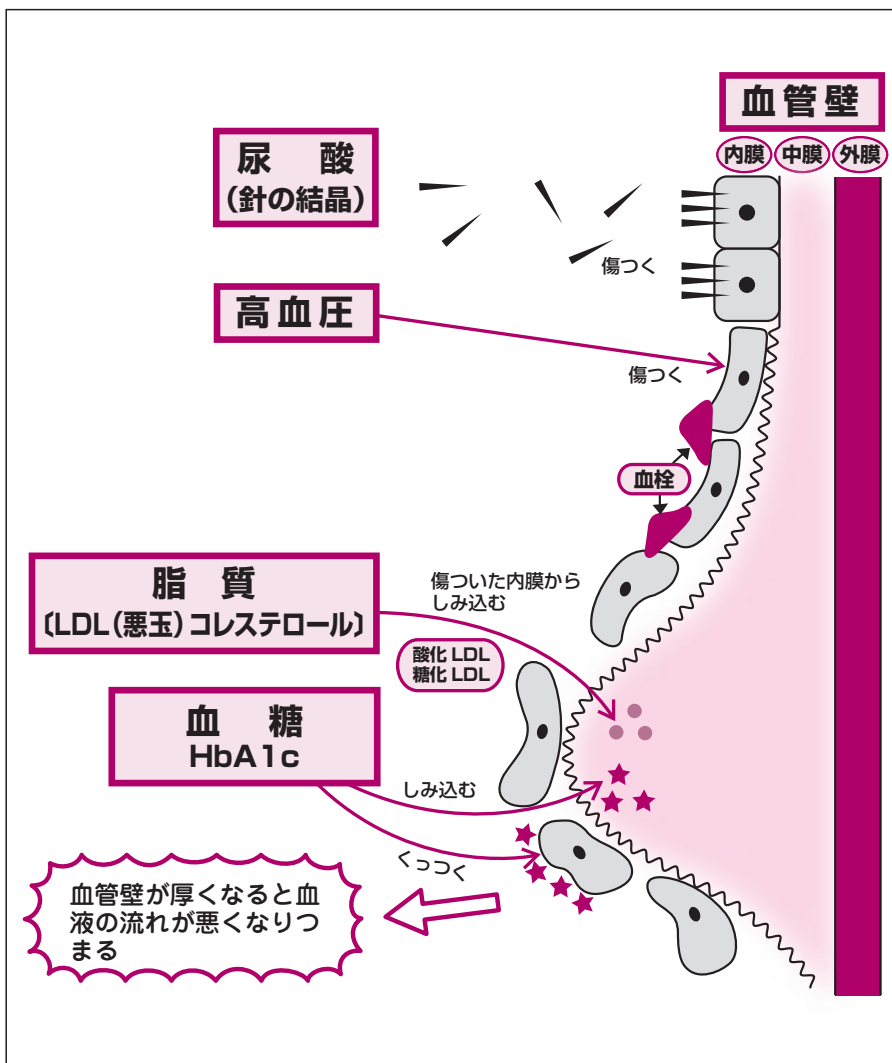 血管壁
内膜
中膜
外膜
尿 酸
(針の結晶)
傷つく
高血圧
傷つく
血栓
脂 質
〔LDL(悪玉)コレステロール〕
傷ついた内膜から
しみ込む
酸化 LDL
糖化 LDL
血 糖
HbA1c
しみ込む
くっつく
血管壁が厚くなると血
液の流れが悪くなりつ
まる